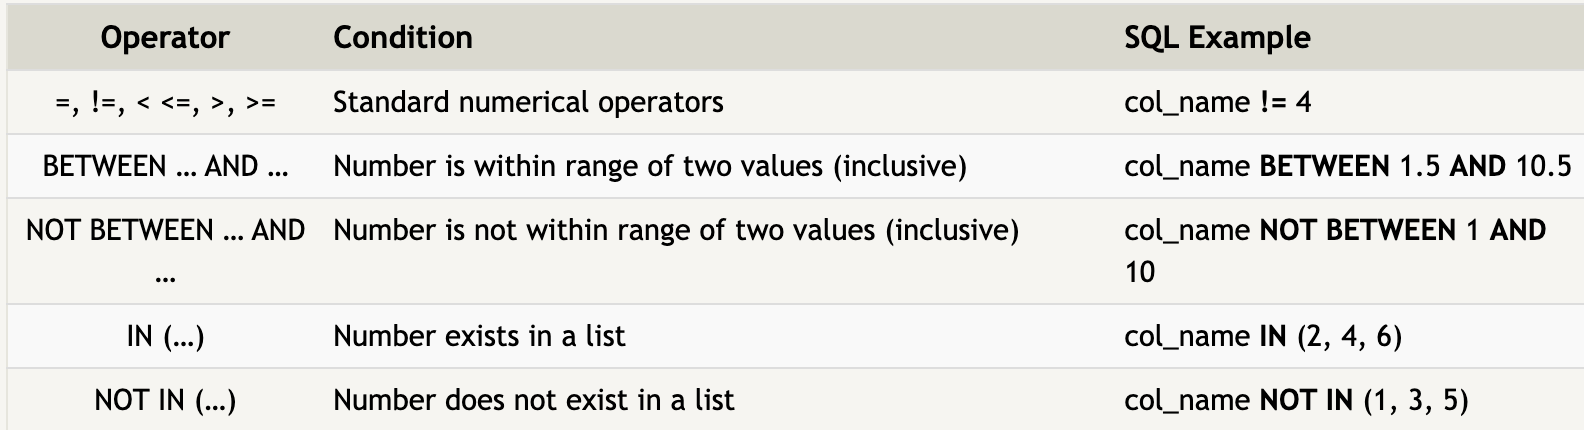 Operator Condition SQL Example
=, !=, < <=, >, >= Standard numerical operators col_name != 4
BETWEEN … AND … Number is within range of two values (inclusive) col_name BETWEEN 1.5 AND 10.5
NOT BETWEEN … AND Number is not within range of two values (inclusive) col_name NOT BETWEEN 1 AND
… 10
IN (…) Number exists in a list col_name IN (2, 4, 6)
NOT IN (…) Number does not exist in a list col_name NOT IN (1, 3, 5)